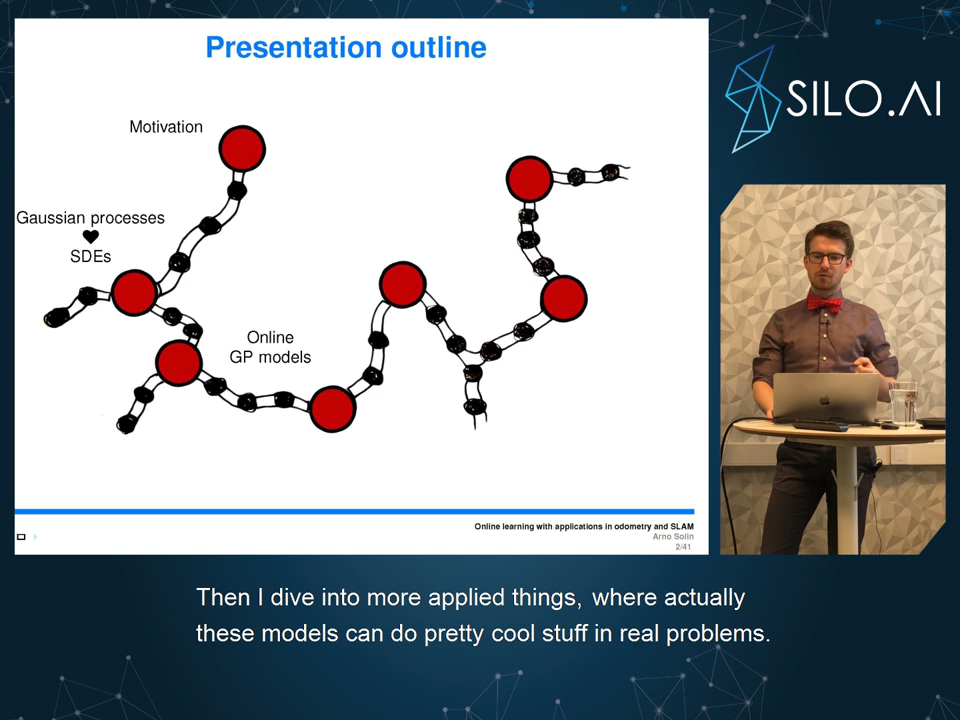 Presentation outline
SILO.AI
Motivation
Gaussian processes
♥
SDEs
Online
GP models
Online learning with applications in odometry and SLAM
Arno Solin
2/41
Then I dive into more applied things, where actually
these models can do pretty cool stuff in real problems.